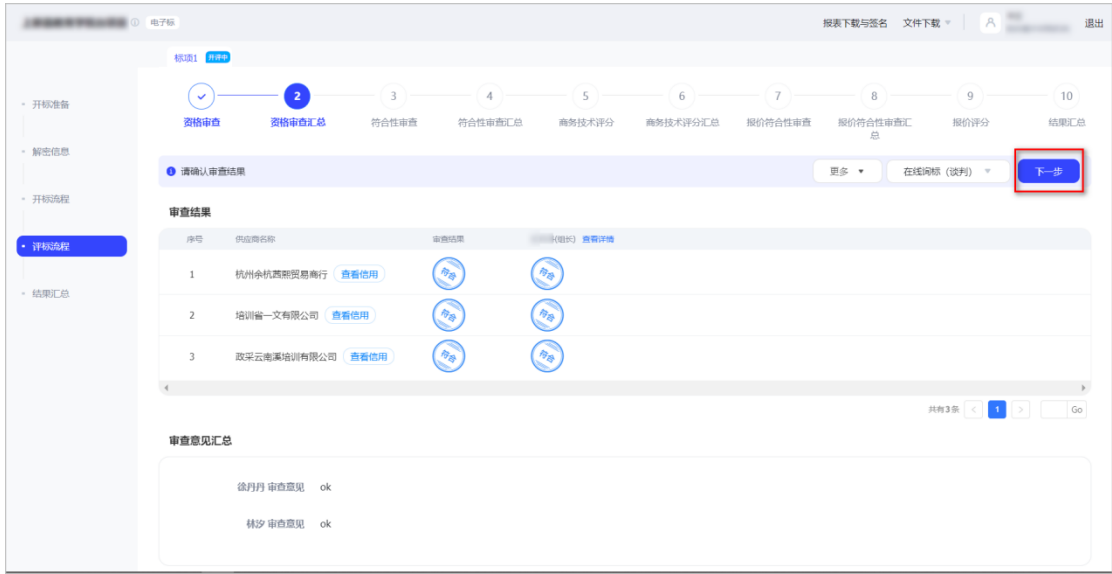 电子标 报表下载与签名 文件下载 退出
标项1 开评中
2 3 4 5 6 7 8 9 10
资格审查 资格审查汇总 符合性审查 符合性审查汇总 商务技术评分 商务技术评分汇总 报价符合性审查 报价符合性审查汇总 报价评分 结果汇总
开标准备
解密信息
开标流程
评标流程
结果汇总
请确认审查结果 更多 在线询标（谈判） 下一步
审查结果
序号 供应商名称 审查结果 (组长) 查看详情
1 杭州余杭茜熙贸易商行 查看信用 符合 符合
2 培训省一文有限公司 查看信用 符合 符合
3 政采云南溪培训有限公司 查看信用 符合 符合
共有3条 1 Go
审查意见汇总
徐丹丹 审查意见 ok
林汐 审查意见 ok